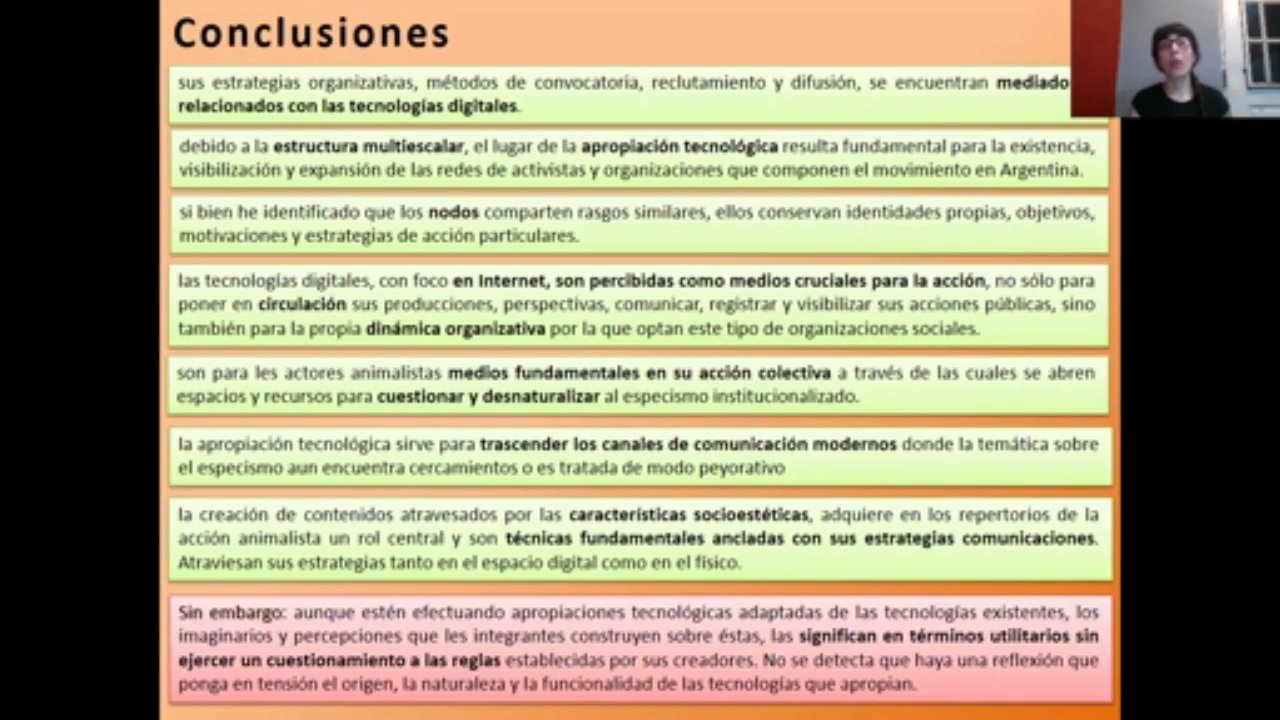 Conclusiones
sus estrategias organizativas, métodos de convocatoria, reclutamiento y difusión, se encuentran mediado
relacionados con las tecnologías digitales.
debido a la estructura multiescalar, el lugar de la apropiación tecnológica resulta fundamental para la existencia,
visibilización y expansión de las redes de activistas y organizaciones que componen el movimiento en Argentina.
si bien he identificado que los nodos comparten rasgos similares, ellos conservan identidades propias, objetivos,
motivaciones y estrategias de acción particulares.
las tecnologías digitales, con foco en Internet, son percibidas como medios cruciales para la acción, no sólo para
poner en circulación sus producciones, perspectivas, comunicar, registrar y visibilizar sus acciones públicas, sino
también para la propia dinámica organizativa por la que optan este tipo de organizaciones sociales.
son para les actores animalistas medios fundamentales en su acción colectiva a través de las cuales se abren
espacios y recursos para cuestionar y desnaturalizar al especismo institucionalizado.
la apropiación tecnológica sirve para trascender los canales de comunicación modernos donde la temática sobre
el especismo aun encuentra cercamientos o es tratada de modo peyorativo
la creación de contenidos atravesados por las características socioestéticas, adquiere en los repertorios de la
acción animalista un rol central y son técnicas fundamentales ancladas con sus estrategias comunicaciones.
Atraviesan sus estrategias tanto en el espacio digital como en el físico.
Sin embargo: aunque estén efectuando apropiaciones tecnológicas adaptadas de las tecnologías existentes, los
imaginarios y percepciones que les integrantes construyen sobre éstas, las significan en términos utilitarios sin
ejercer un cuestionamiento a las reglas establecidas por sus creadores. No se detecta que haya una reflexión que
ponga en tensión el origen, la naturaleza y la funcionalidad de las tecnologías que apropian.